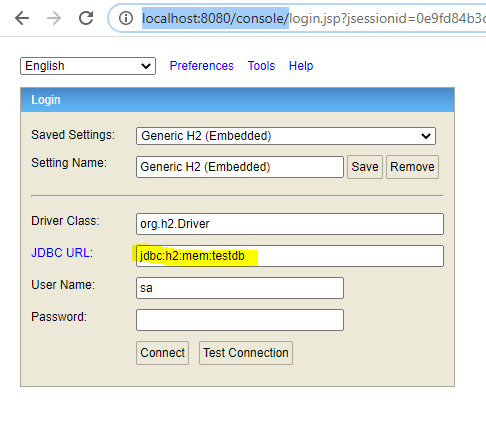 localhost:8080/console/login.jsp?jsessionid=0e9fd84b3
English Preferences Tools Help
Login
Saved Settings: Generic H2 (Embedded)
Setting Name: Generic H2 (Embedded) Save Remove
Driver Class: org.h2.Driver
JDBC URL: jdbc:h2:mem:testdb
User Name: sa
Password:
Connect Test Connection